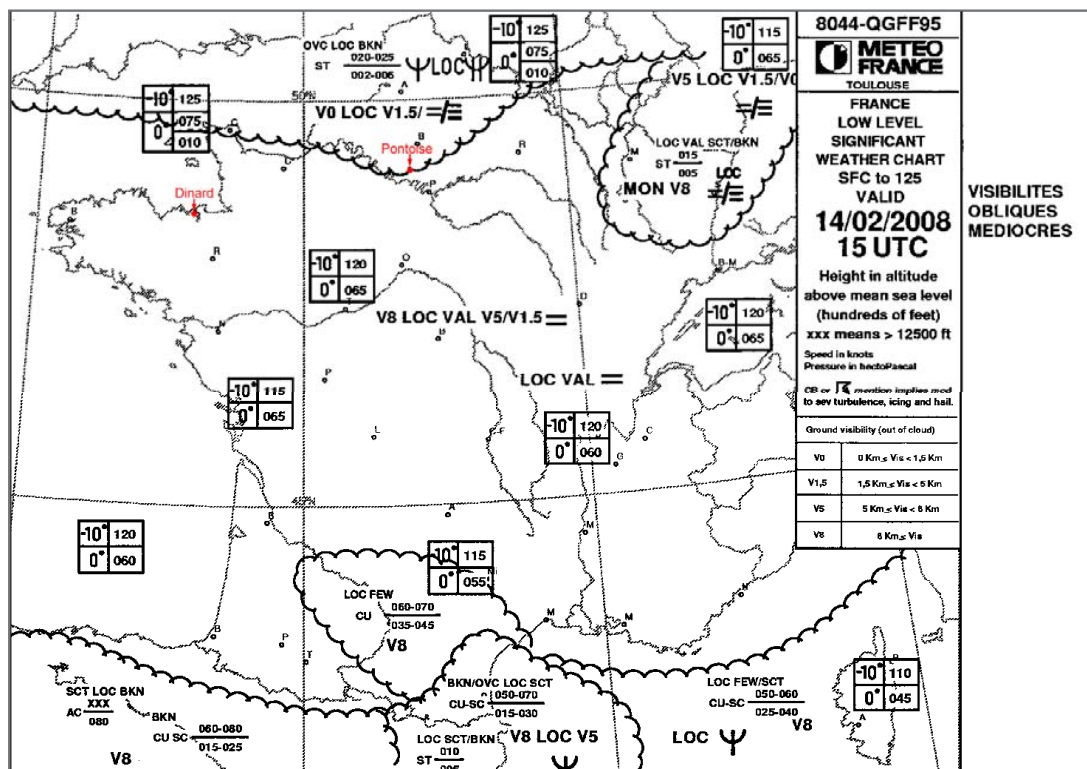 8044-QGFF95
METEO
FRANCE
TOULOUSE
FRANCE
LOW LEVEL
SIGNIFICANT
WEATHER CHART
SFC to 125
VALID
14/02/2008
15 UTC
Height in altitude
above mean sea level
(hundreds of feet)
xxx means > 12500 ft
Speed in knots
Pressure in hectoPascal
CB or mention implies mod
to sev turbulence, icing and hail.
Ground visibility (out of cloud)
V0 0 Km ≤ Vis < 1,5 Km
V1,5 1,5 Km ≤ Vis < 5 Km
V5 5 Km ≤ Vis < 8 Km
V8 8 Km ≤ Vis
VISIBILITES
OBLIQUES
MEDIOCRES
OVC LOC BKN
ST 020-025
002-006
LOC
-10° 125
0° 075
010
-10° 115
0° 065
V5 LOC V1.5/V0
-10° 125
0° 075
010
50°N
V0 LOC V1.5/
C
A
B
R
Pontoise
P
Dinard
B
LOC VAL SCT/BKN
ST 015
005
LOC
MON V8
M
R
-10° 120
0° 065
O
T
V8 LOC VAL V5/V1.5
B-M
D
-10° 120
0° 065
N
B
P
LOC VAL
-10° 115
0° 065
L
-10° 120
0° 060
C
G
45°N
A
B
M
-10° 120
0° 060
-10° 115
0° 055
N
LOC FEW
CU 060-070
035-045
V8
M
M
N
B
P
T
SCT LOC BKN
AC XXX
080
BKN
CU SC 060-080
015-025
V8
BKN/OVC LOC SCT
CU-SC 050-070
015-030
LOC SCT/BKN
ST 010
V8 LOC V5
LOC FEW/SCT
CU-SC 050-060
025-040
V8
LOC
-10° 110
0° 045
A